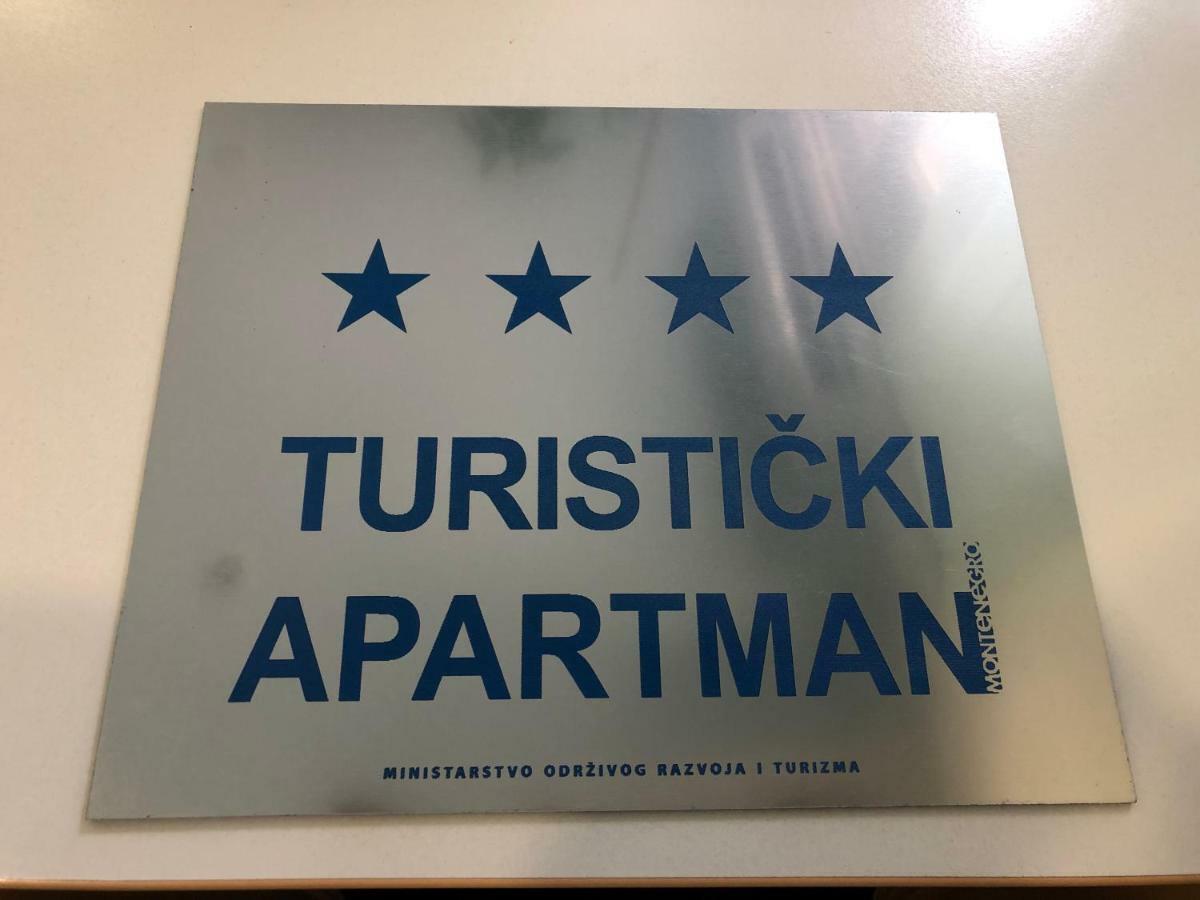 TURISTIČKI
APARTMAN
MONTENEGRO
MINISTARSTVO ODRŽIVOG RAZVOJA I TURIZMA